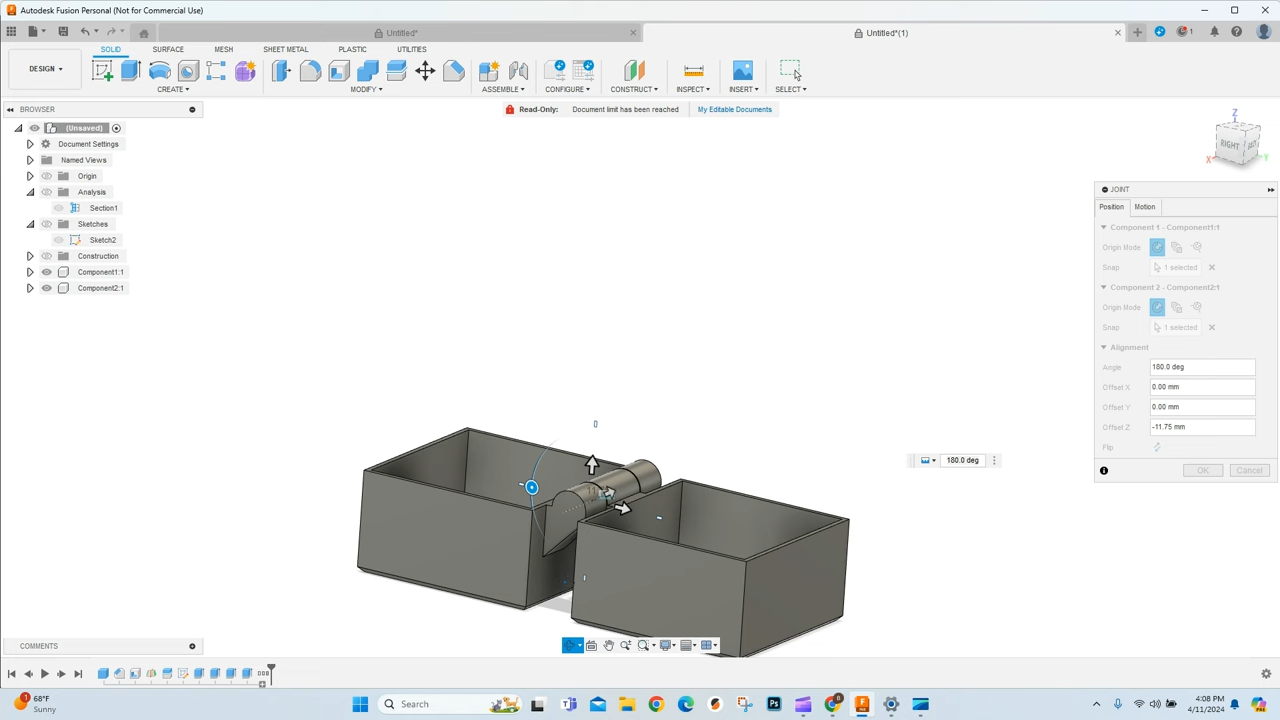 Autodesk Fusion Personal (Not for Commercial Use)
Untitled*
Untitled*(1)
1
DESIGN
SOLID
SURFACE
MESH
SHEET METAL
PLASTIC
UTILITIES
CREATE
MODIFY
ASSEMBLE
CONFIGURE
CONSTRUCT
INSPECT
INSERT
SELECT
BROWSER
Read-Only: Document limit has been reached My Editable Documents
(Unsaved)
Document Settings
Named Views
Origin
Analysis
Section1
Sketches
Sketch2
Construction
Component1:1
Component2:1
Z
RIGHT
X
Y
JOINT
Position Motion
Component 1 - Component1:1
Origin Mode
Snap 1 selected
Component 2 - Component2:1
Origin Mode
Snap 1 selected
Alignment
Angle 180.0 deg
Offset X 0.00 mm
Offset Y 0.00 mm
Offset Z -11.75 mm
Flip
OK Cancel
180.0 deg
COMMENTS
68°F
Sunny
Search
4:08 PM
4/11/2024